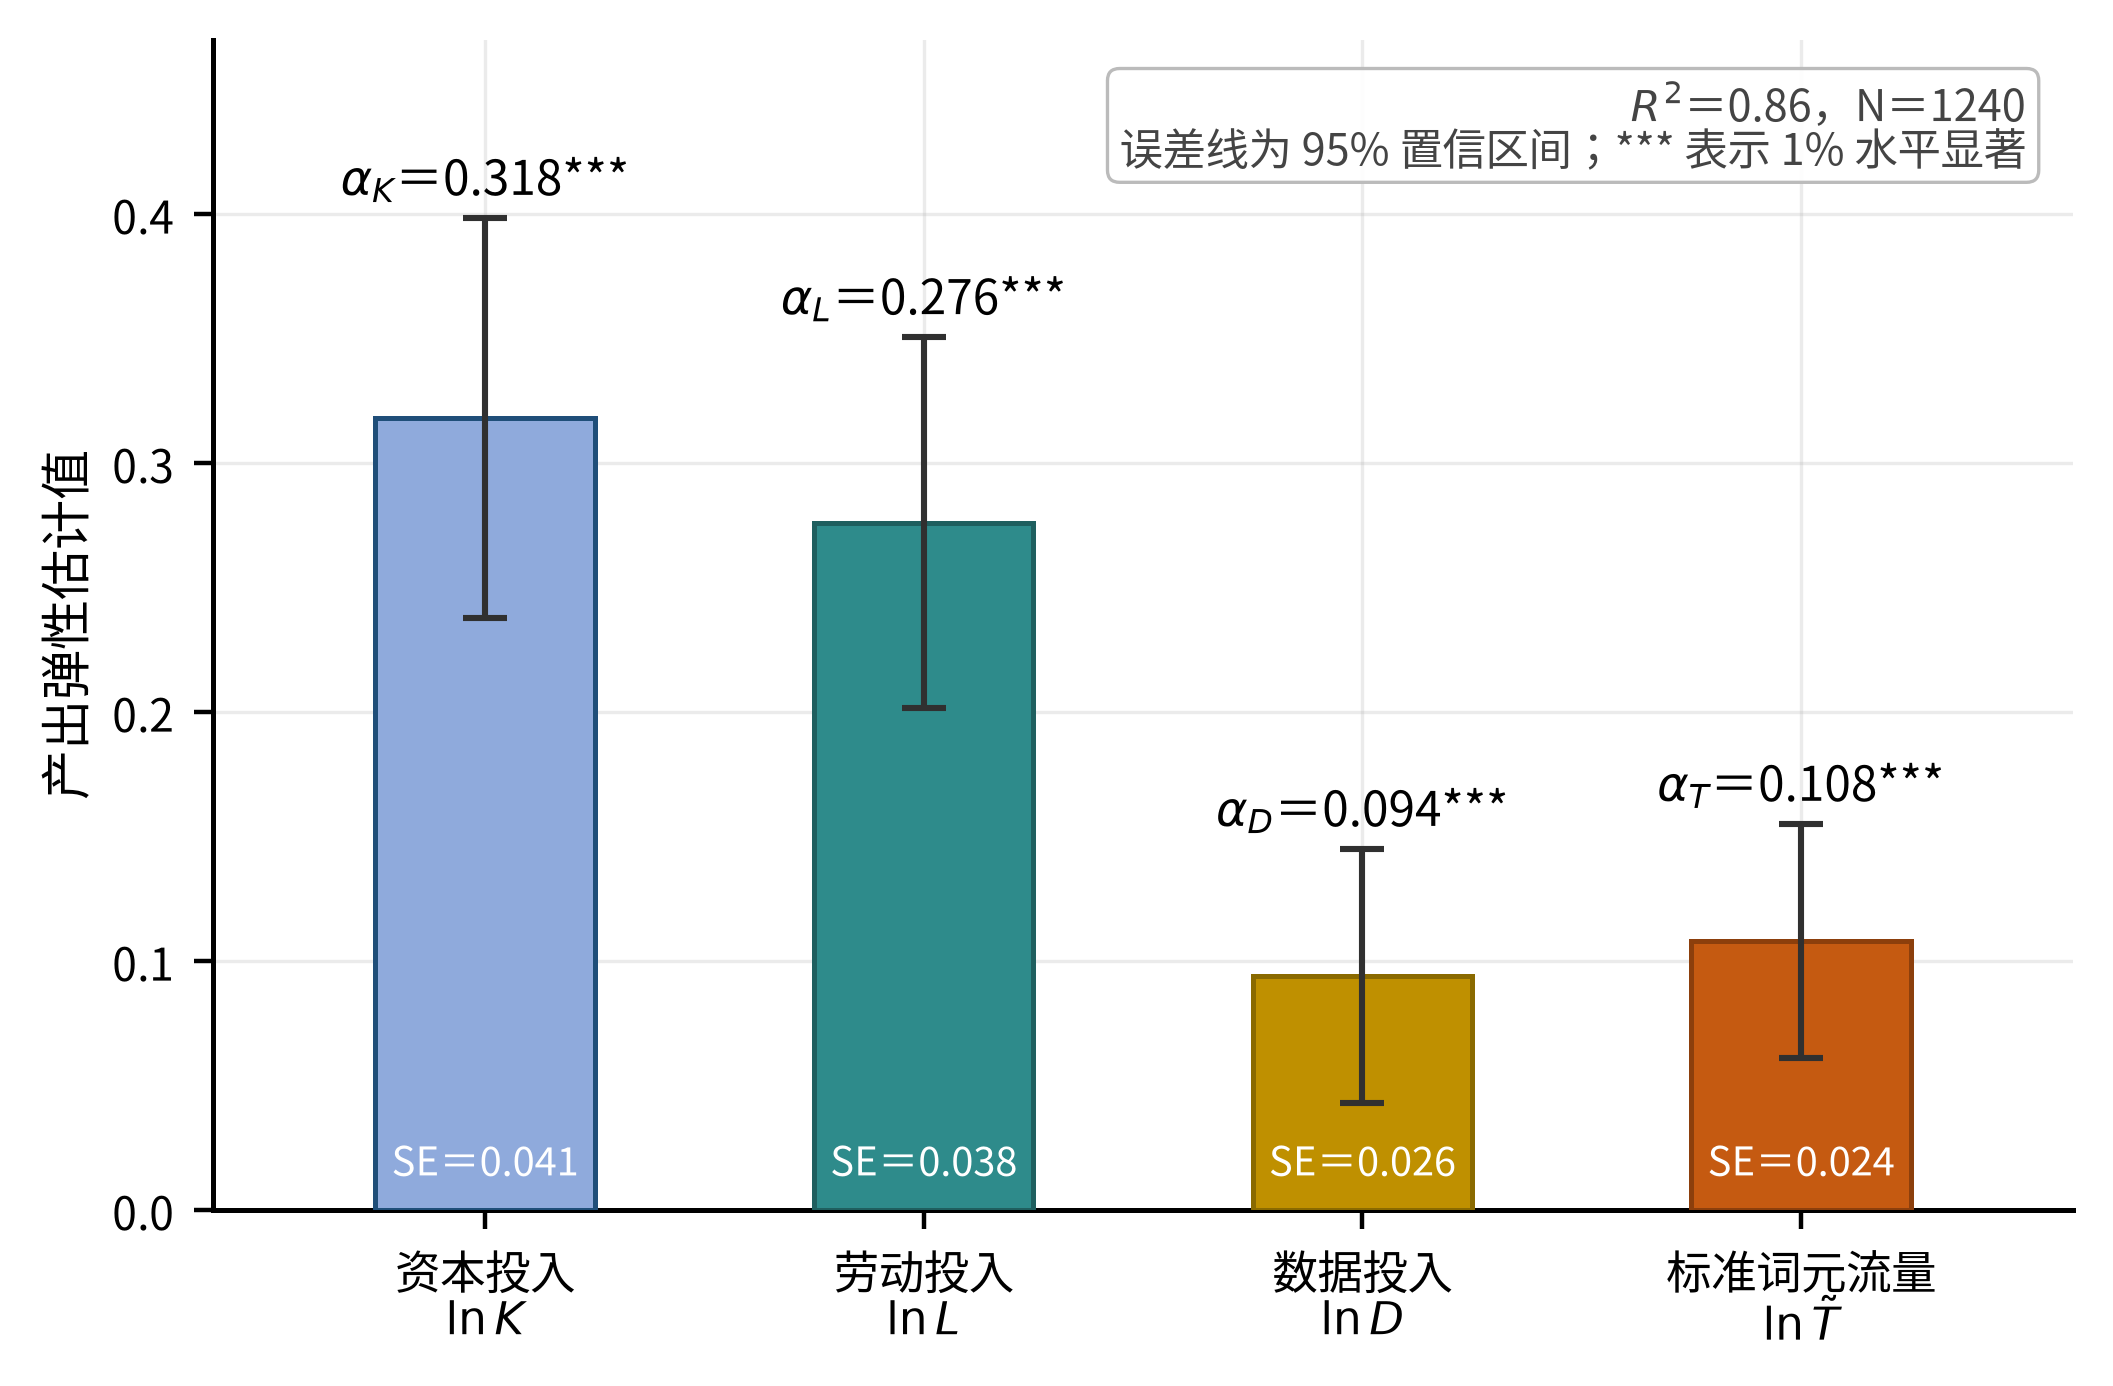 R²=0.86，N=1240
误差线为 95% 置信区间；*** 表示 1% 水平显著
α_K=0.318***
α_L=0.276***
α_D=0.094***
α_T=0.108***
产出弹性估计值
0.4
0.3
0.2
0.1
0.0
SE=0.041
SE=0.038
SE=0.026
SE=0.024
资本投入
ln K
劳动投入
ln L
数据投入
ln D
标准词元流量
ln T̃